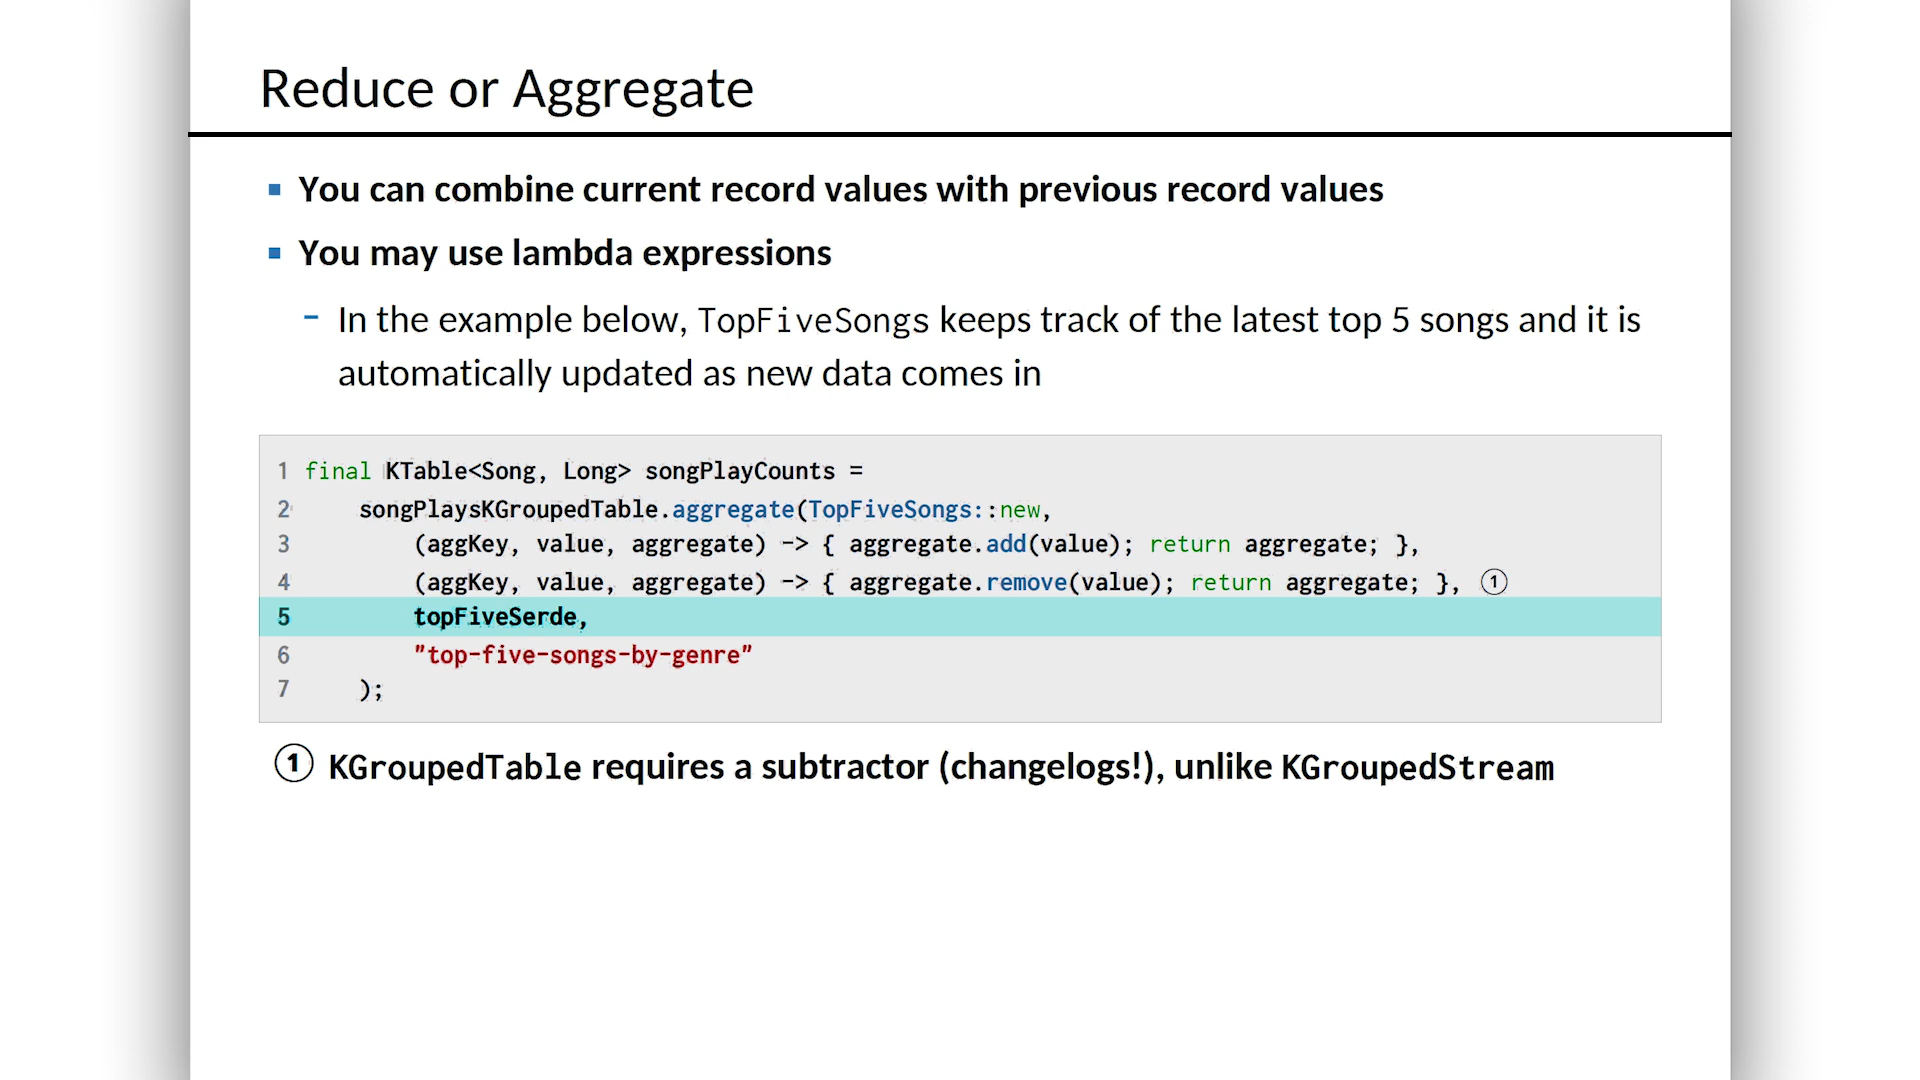 Reduce or Aggregate
▪ You can combine current record values with previous record values
▪ You may use lambda expressions
– In the example below, TopFiveSongs keeps track of the latest top 5 songs and it is
automatically updated as new data comes in
1 final KTable<Song, Long> songPlayCounts =
2 songPlaysKGroupedTable.aggregate(TopFiveSongs::new,
3 (aggKey, value, aggregate) -> { aggregate.add(value); return aggregate; },
4 (aggKey, value, aggregate) -> { aggregate.remove(value); return aggregate; }, ①
5 topFiveSerde,
6 "top-five-songs-by-genre"
7 );
① KGroupedTable requires a subtractor (changelogs!), unlike KGroupedStream